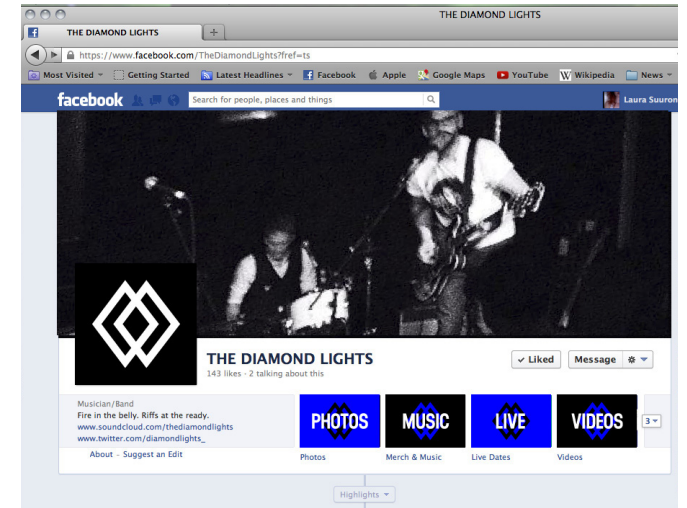 THE DIAMOND LIGHTS
THE DIAMOND LIGHTS
https://www.facebook.com/TheDiamondLights?fref=ts
Most Visited Getting Started Latest Headlines Facebook Apple Google Maps YouTube Wikipedia News
facebook Search for people, places and things Laura Suuron
THE DIAMOND LIGHTS
143 likes · 2 talking about this
Liked Message
Musician/Band
Fire in the belly. Riffs at the ready.
www.soundcloud.com/thediamondlights
www.twitter.com/diamondlights_
About - Suggest an Edit
PHOTOS MUSIC LIVE VIDEOS 3
Photos Merch & Music Live Dates Videos
Highlights